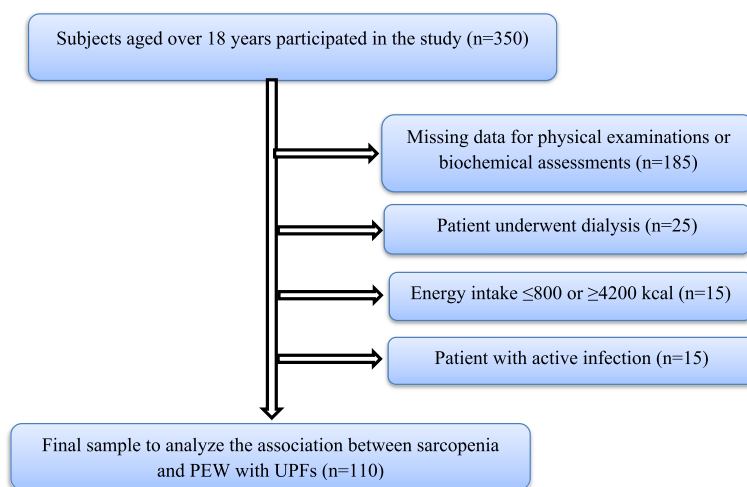 Subjects aged over 18 years participated in the study (n=350)
Missing data for physical examinations or
biochemical assessments (n=185)
Patient underwent dialysis (n=25)
Energy intake ≤800 or ≥4200 kcal (n=15)
Patient with active infection (n=15)
Final sample to analyze the association between sarcopenia
and PEW with UPFs (n=110)